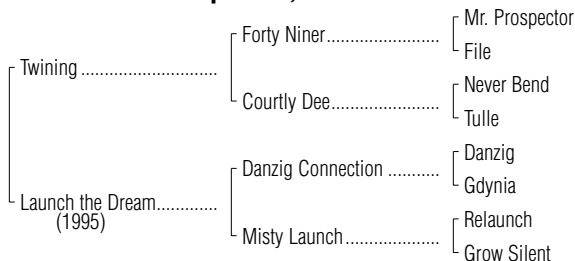 Mr. Prospector
Forty Niner........................
File
Twining .............................
Never Bend
Courtly Dee.......................
Tulle
Danzig
Danzig Connection ...........
Gdynia
Launch the Dream.............
(1995)
Relaunch
Misty Launch....................
Grow Silent